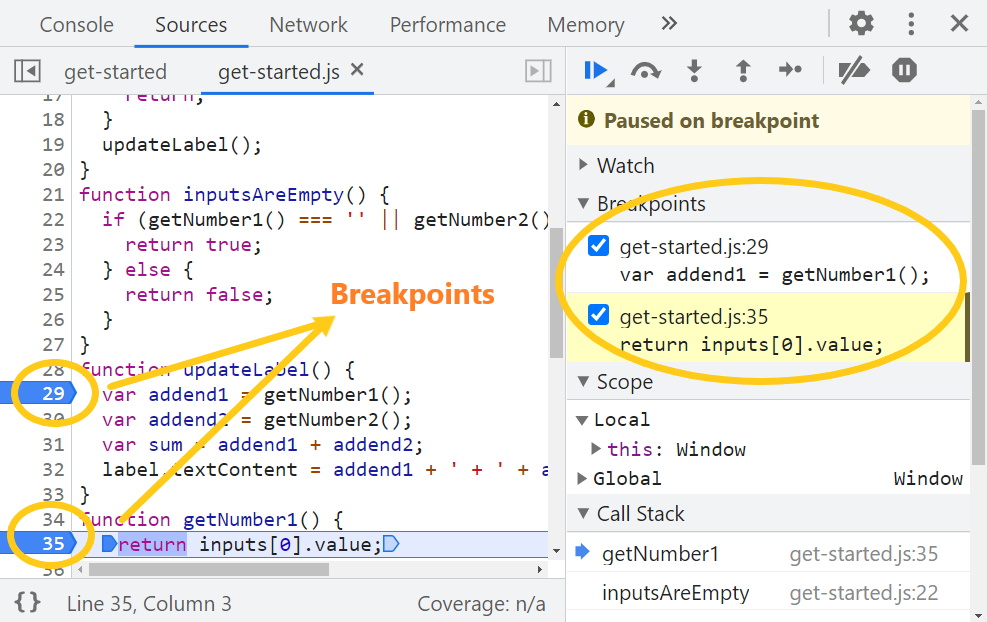 Console Sources Network Performance Memory »
get-started get-started.js ×
17 return;
18 }
19 updateLabel();
20 }
21 function inputsAreEmpty() {
22 if (getNumber1() === '' || getNumber2()
23 return true;
24 } else {
25 return false;
26 }
27 }
28 function updateLabel() {
29 var addend1 = getNumber1();
30 var addend2 = getNumber2();
31 var sum = addend1 + addend2;
32 label.textContent = addend1 + ' + ' + a
33 }
34 function getNumber1() {
35 return inputs[0].value;
36
Breakpoints
{} Line 35, Column 3 Coverage: n/a
Paused on breakpoint
Watch
Breakpoints
get-started.js:29
var addend1 = getNumber1();
get-started.js:35
return inputs[0].value;
Scope
Local
this: Window
Global Window
Call Stack
getNumber1 get-started.js:35
inputsAreEmpty get-started.js:22